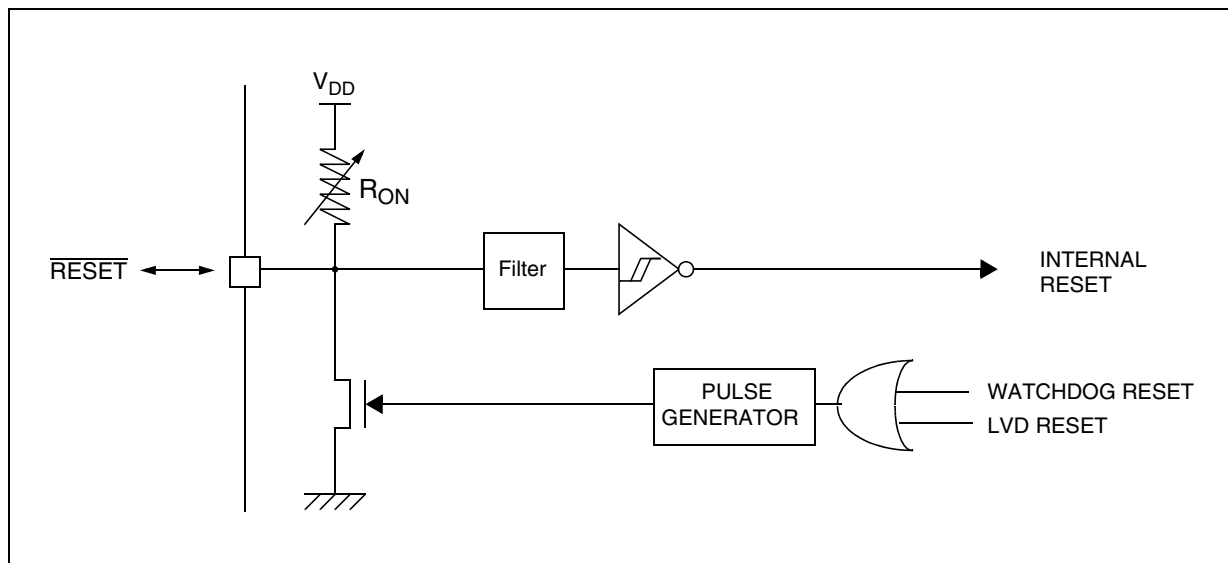 VDD
RON
RESET
Filter
INTERNAL
RESET
PULSE
GENERATOR
WATCHDOG RESET
LVD RESET